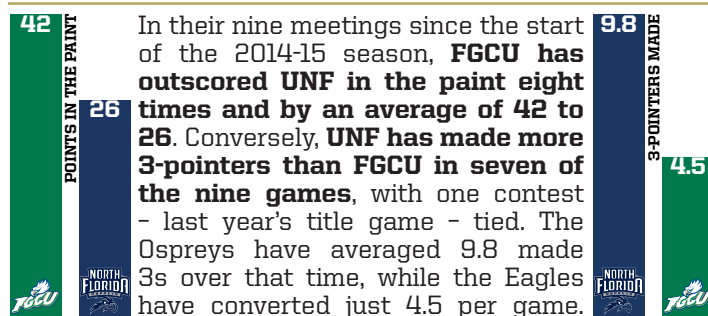 42
POINTS IN THE PAINT
26
FGCU
NORTH
FLORIDA
OSPREYS
In their nine meetings since the start
of the 2014-15 season, FGCU has
outscored UNF in the paint eight
times and by an average of 42 to
26. Conversely, UNF has made more
3-pointers than FGCU in seven of
the nine games, with one contest
– last year's title game – tied. The
Ospreys have averaged 9.8 made
3s over that time, while the Eagles
have converted just 4.5 per game.
9.8
3-POINTERS MADE
4.5
NORTH
FLORIDA
OSPREYS
FGCU